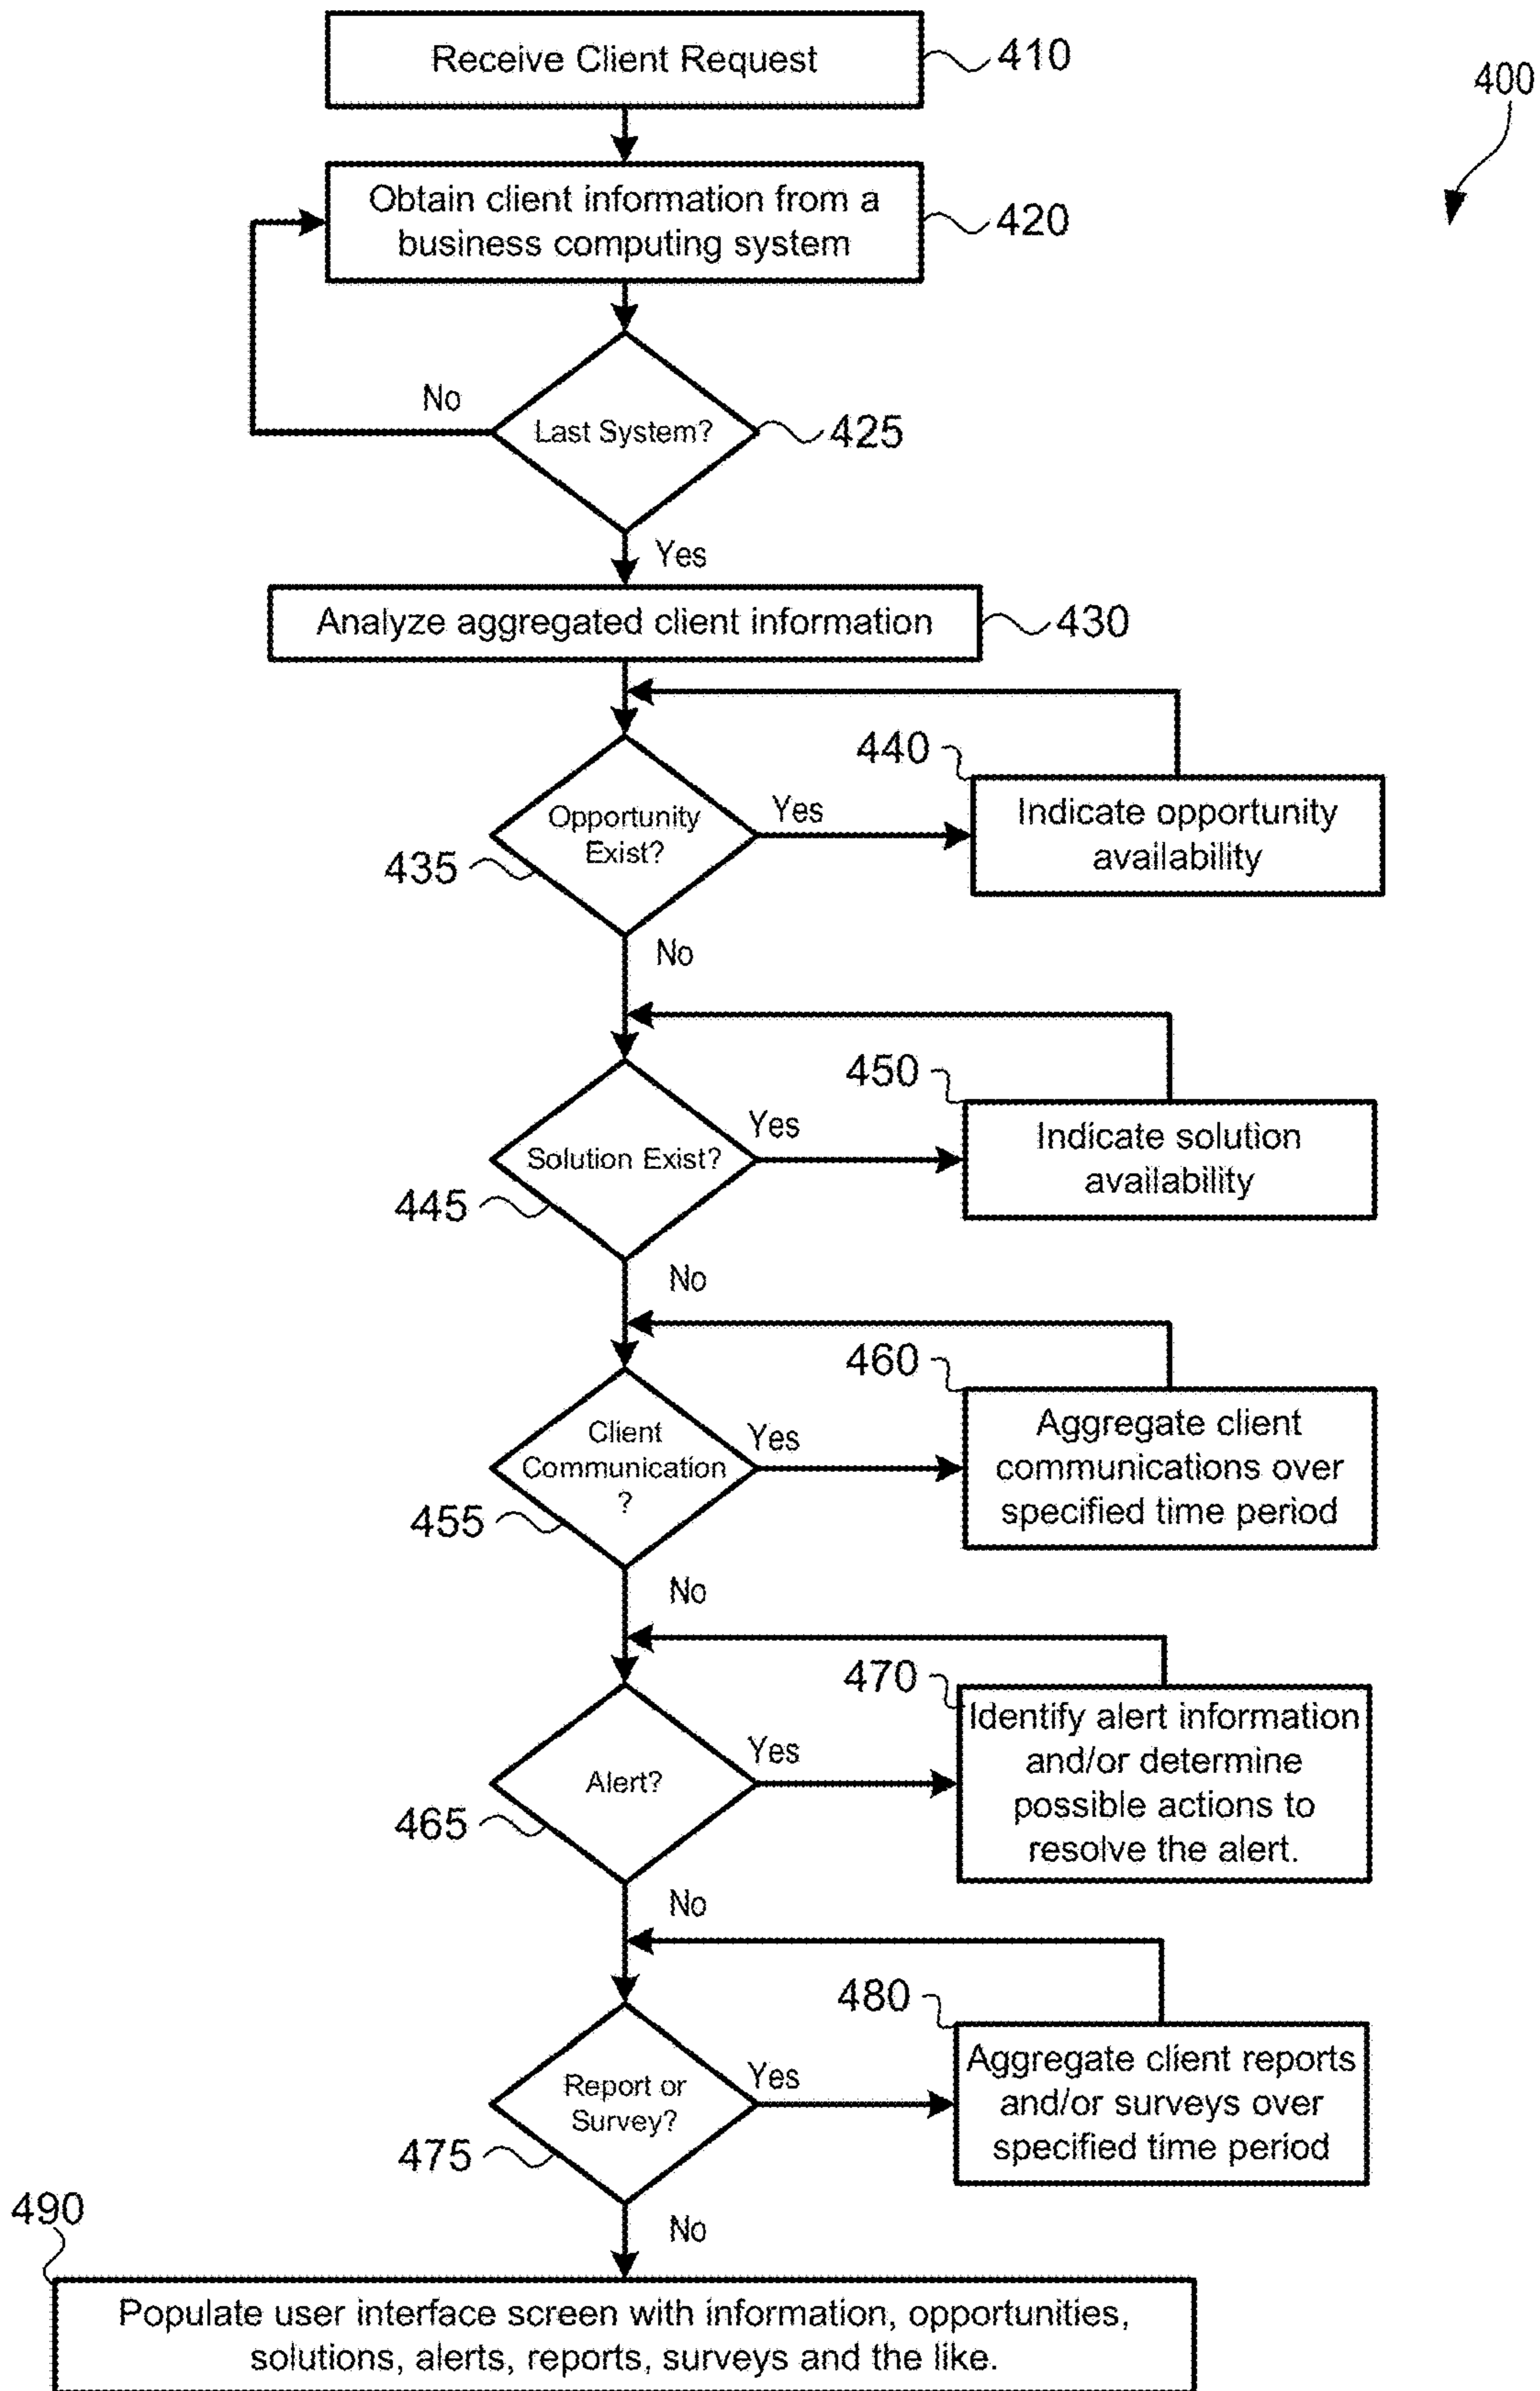 Receive Client Request
410
400
Obtain client information from a
business computing system
420
No
Last System?
425
Yes
Analyze aggregated client information
430
440
Opportunity
Exist?
Yes
Indicate opportunity
availability
435
No
450
Solution Exist?
Yes
Indicate solution
availability
445
No
460
Client
Communication
?
Yes
Aggregate client
communications over
specified time period
455
No
470
Alert?
Yes
Identify alert information
and/or determine
possible actions to
resolve the alert.
465
No
480
Report or
Survey?
Yes
Aggregate client reports
and/or surveys over
specified time period
475
No
490
Populate user interface screen with information, opportunities,
solutions, alerts, reports, surveys and the like.